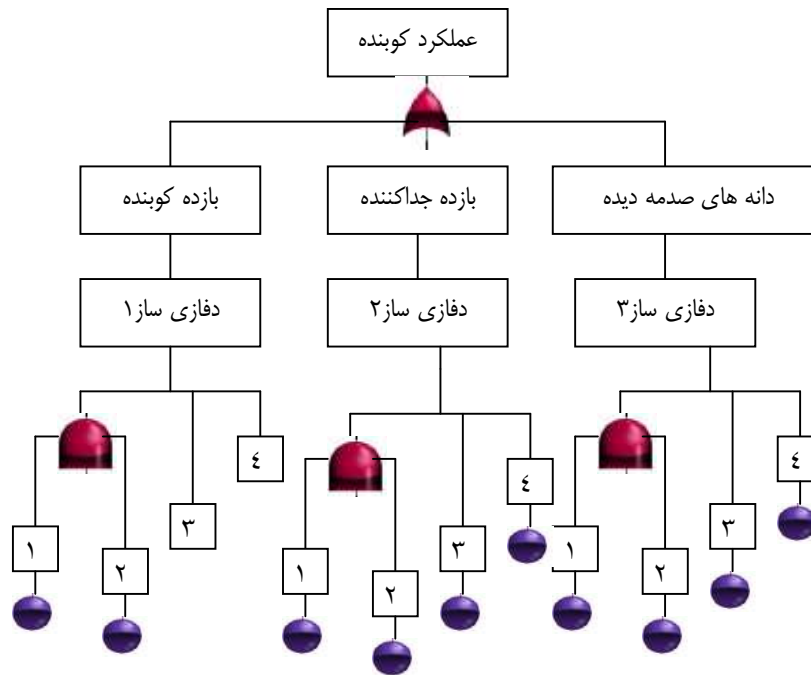 عملکرد کوبنده
بازده کوبنده
بازده جداکننده
دانه های صدمه دیده
دفازی ساز۱
دفازی ساز۲
دفازی ساز۳
۱
۲
۳
٤
۱
۲
۳
٤
۱
۲
۳
٤